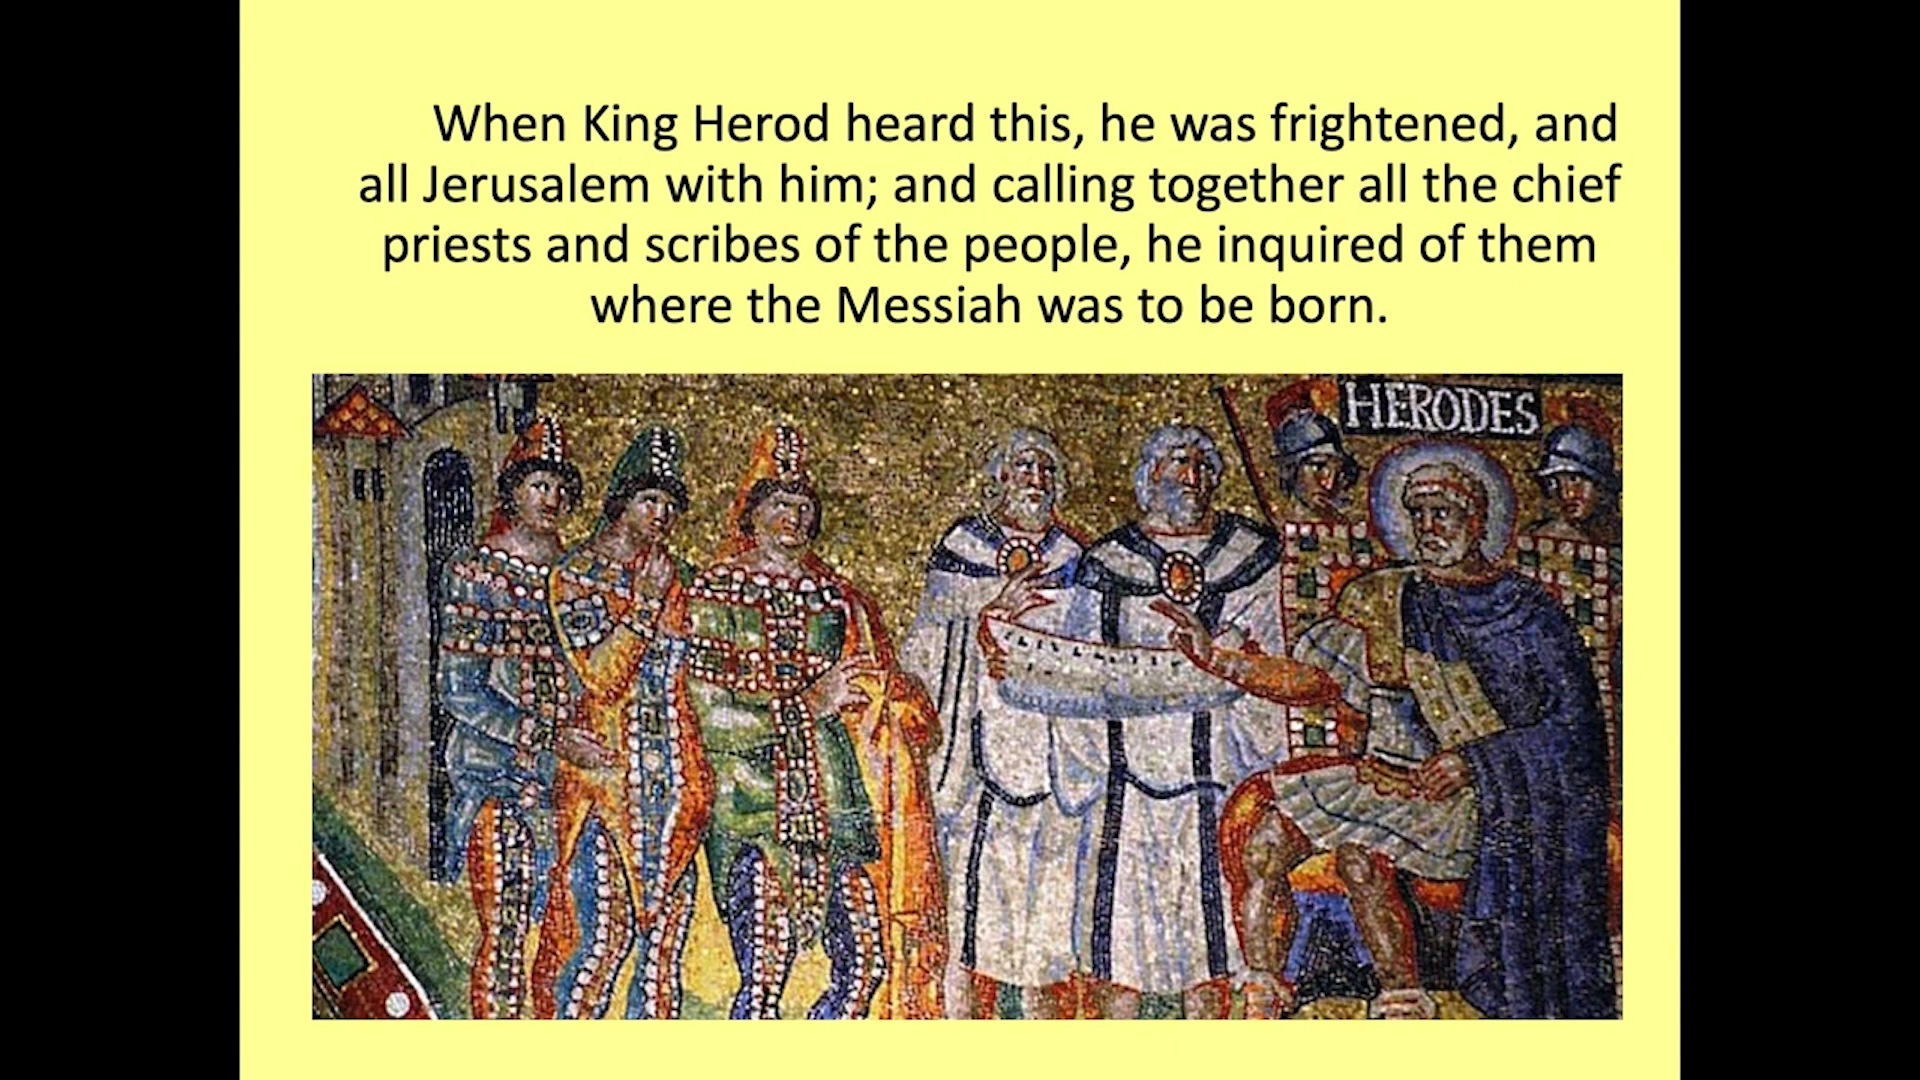 When King Herod heard this, he was frightened, and
all Jerusalem with him; and calling together all the chief
priests and scribes of the people, he inquired of them
where the Messiah was to be born.
HERODES